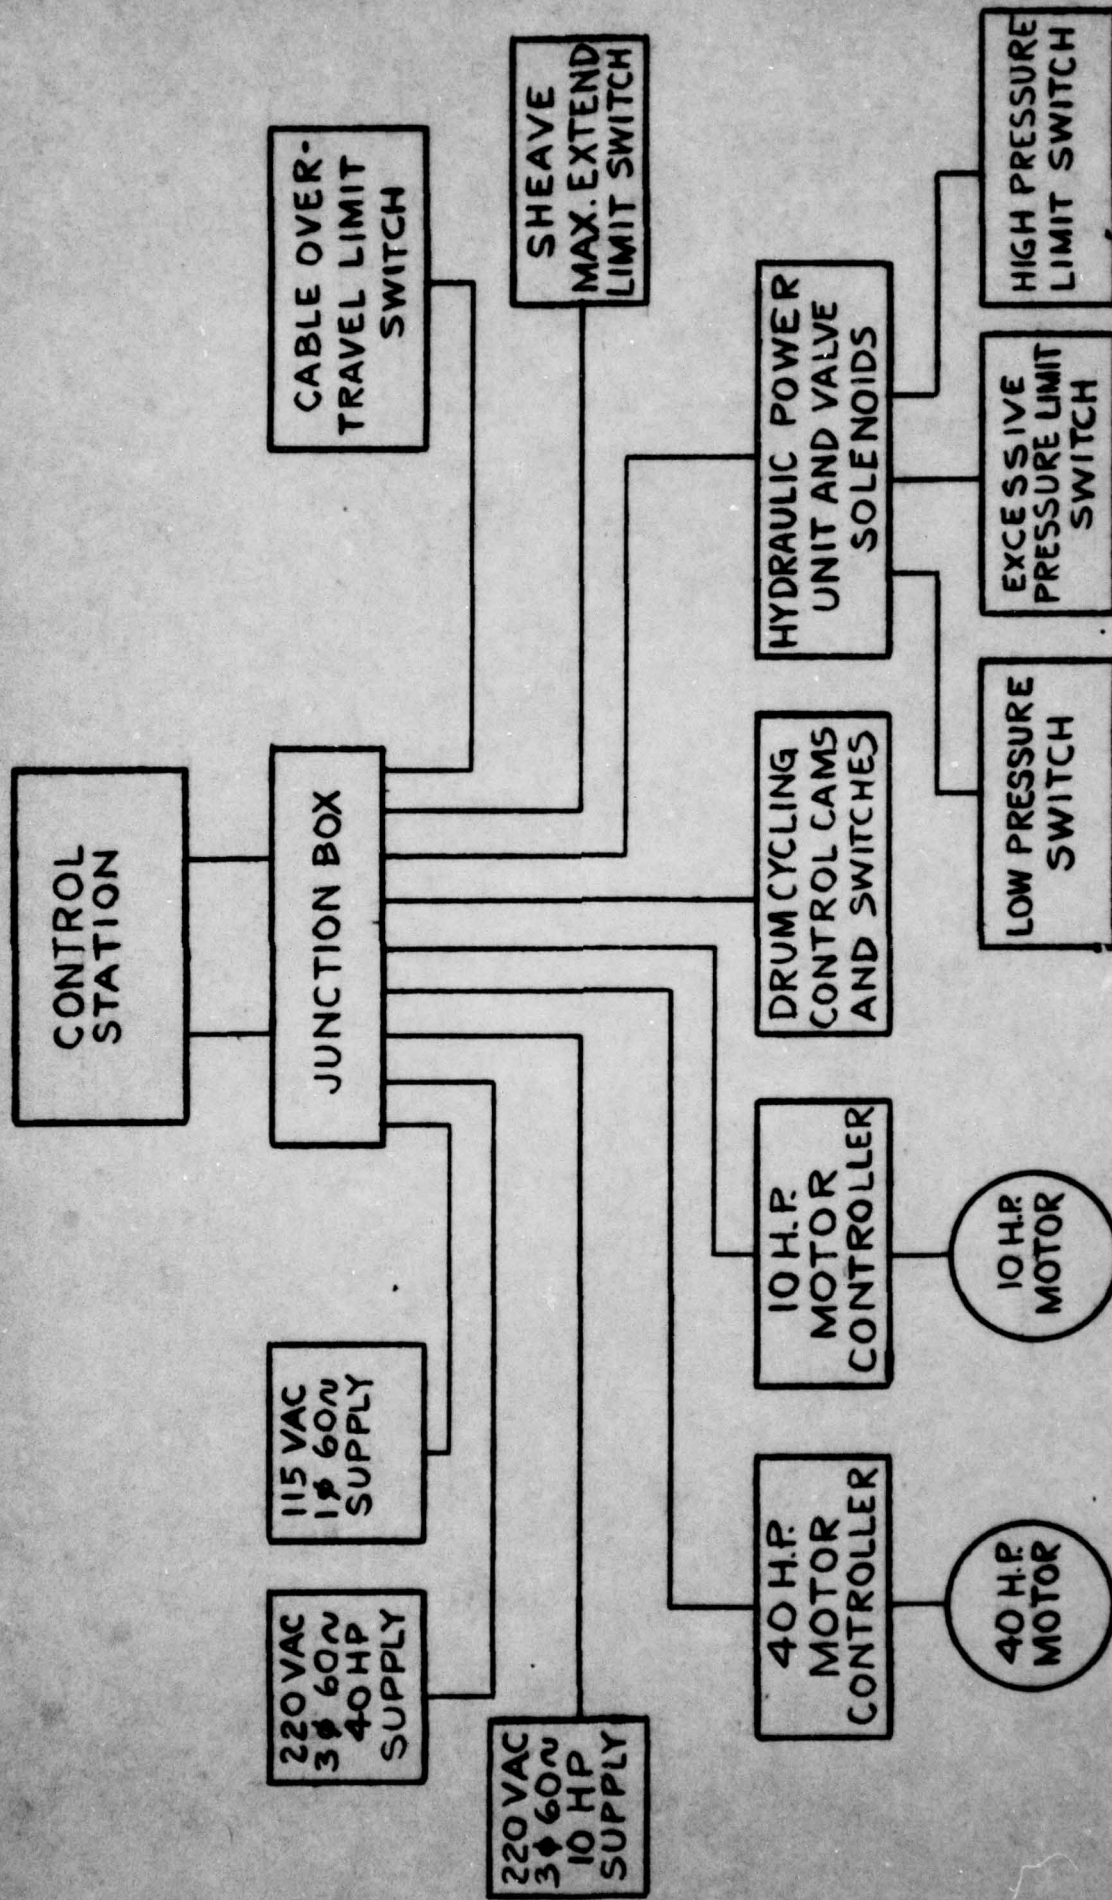 CONTROL
STATION
JUNCTION BOX
220 VAC
3ϕ 60~
40 HP
SUPPLY
115 VAC
1ϕ 60~
SUPPLY
CABLE OVER-
TRAVEL LIMIT
SWITCH
220 VAC
3ϕ 60~
10 HP
SUPPLY
SHEAVE
MAX. EXTEND
LIMIT SWITCH
40 H.P.
MOTOR
CONTROLLER
10 H.P.
MOTOR
CONTROLLER
DRUM CYCLING
CONTROL CAMS
AND SWITCHES
HYDRAULIC POWER
UNIT AND VALVE
SOLENOIDS
40 H.P.
MOTOR
10 H.P.
MOTOR
LOW PRESSURE
SWITCH
EXCESSIVE
PRESSURE LIMIT
SWITCH
HIGH PRESSURE
LIMIT SWITCH